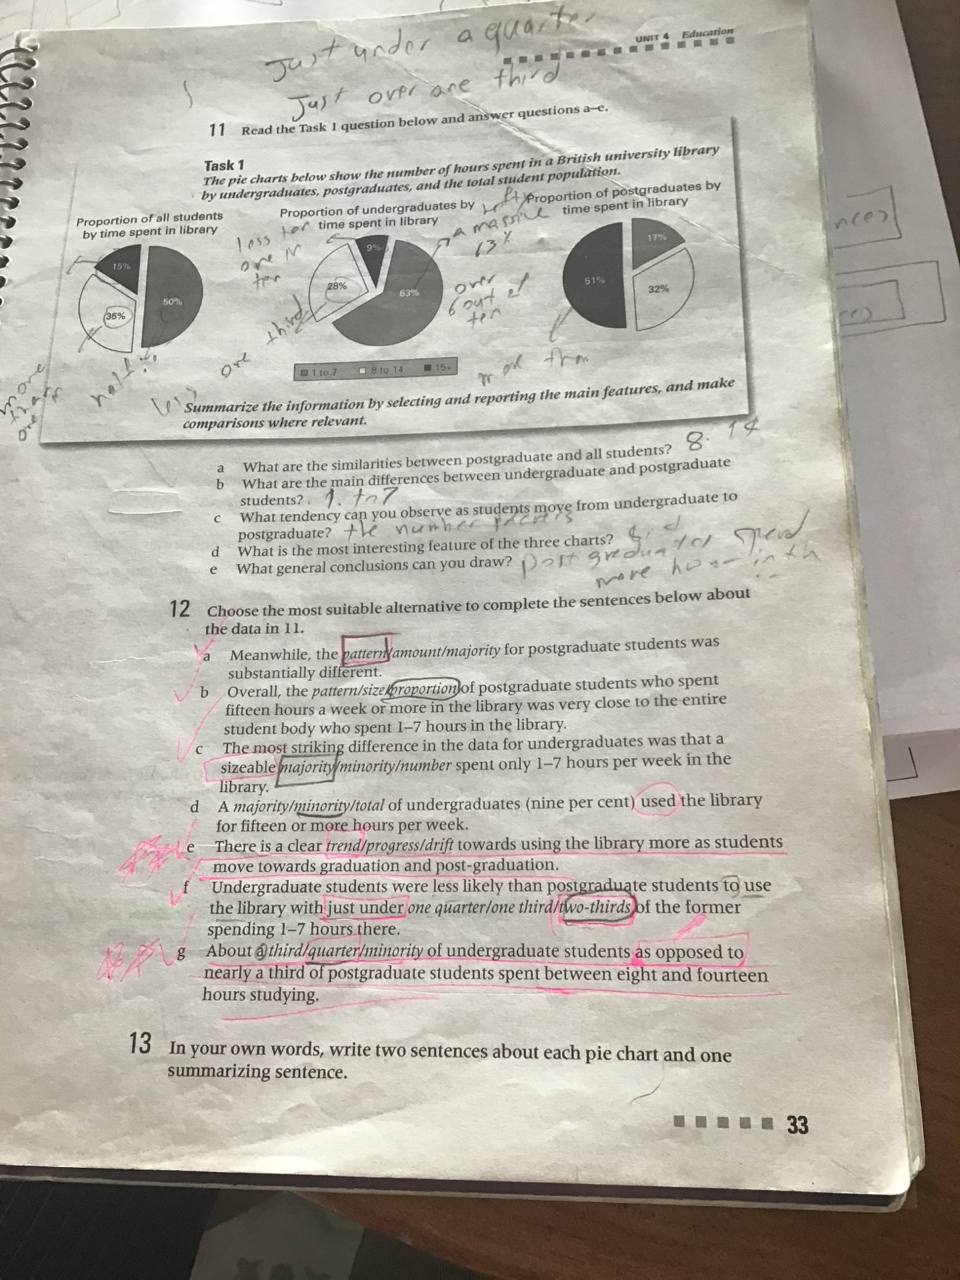 Just under a quarter
UNIT 4 Education
Just over one third
11 Read the Task 1 question below and answer questions a–e.
Task 1
The pie charts below show the number of hours spent in a British university library
by undergraduates, postgraduates, and the total student population.
Proportion of all students
by time spent in library
15%
50%
35%
Proportion of undergraduates by
time spent in library
9%
28%
63%
Proportion of postgraduates by
time spent in library
17%
51%
32%
less ten
one in
ten
a massive
63%
over
6 out of
ten
one third
half
more
than
one
1 to 7 8 to 14 15+
Summarize the information by selecting and reporting the main features, and make
comparisons where relevant.
a What are the similarities between postgraduate and all students? 8. 14
b What are the main differences between undergraduate and postgraduate
students? 1. to 7
c What tendency can you observe as students move from undergraduate to
postgraduate? the number
d What is the most interesting feature of the three charts?
e What general conclusions can you draw? post graduates spend
more hour in th
12 Choose the most suitable alternative to complete the sentences below about
the data in 11.
a Meanwhile, the pattern/amount/majority for postgraduate students was
substantially different.
b Overall, the pattern/size/proportion of postgraduate students who spent
fifteen hours a week or more in the library was very close to the entire
student body who spent 1–7 hours in the library.
c The most striking difference in the data for undergraduates was that a
sizeable majority/minority/number spent only 1–7 hours per week in the
library.
d A majority/minority/total of undergraduates (nine per cent) used the library
for fifteen or more hours per week.
e There is a clear trend/progress/drift towards using the library more as students
move towards graduation and post-graduation.
f Undergraduate students were less likely than postgraduate students to use
the library with just under one quarter/one third/two-thirds of the former
spending 1–7 hours there.
g About a third/quarter/minority of undergraduate students as opposed to
nearly a third of postgraduate students spent between eight and fourteen
hours studying.
13 In your own words, write two sentences about each pie chart and one
summarizing sentence.
33